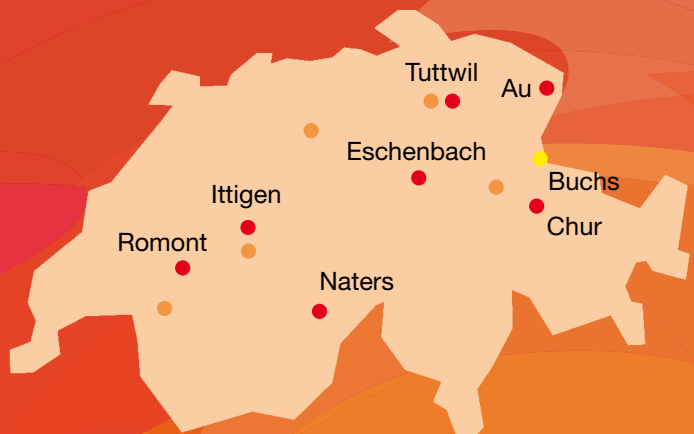 Tuttwil
Au
Eschenbach
Buchs
Ittigen
Chur
Romont
Naters